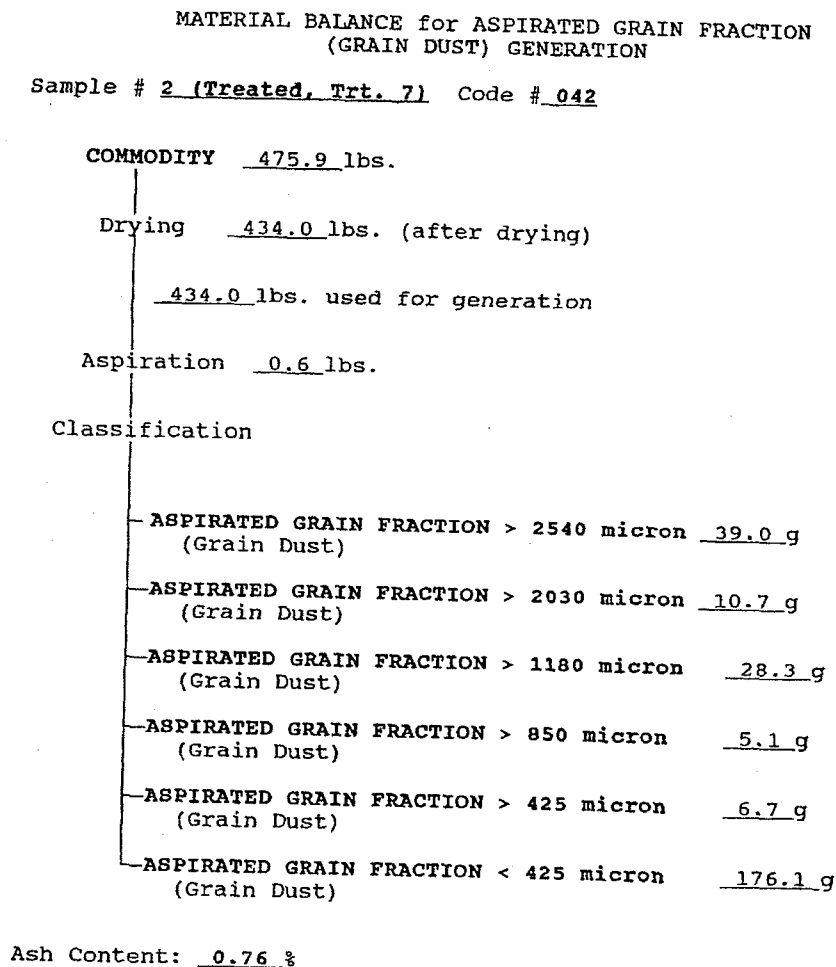 MATERIAL BALANCE for ASPIRATED GRAIN FRACTION
(GRAIN DUST) GENERATION
Sample # 2 (Treated, Trt. 7) Code # 042
COMMODITY 475.9 lbs.
Drying 434.0 lbs. (after drying)
434.0 lbs. used for generation
Aspiration 0.6 lbs.
Classification
ASPIRATED GRAIN FRACTION > 2540 micron 39.0 g
(Grain Dust)
ASPIRATED GRAIN FRACTION > 2030 micron 10.7 g
(Grain Dust)
ASPIRATED GRAIN FRACTION > 1180 micron 28.3 g
(Grain Dust)
ASPIRATED GRAIN FRACTION > 850 micron 5.1 g
(Grain Dust)
ASPIRATED GRAIN FRACTION > 425 micron 6.7 g
(Grain Dust)
ASPIRATED GRAIN FRACTION < 425 micron 176.1 g
(Grain Dust)
Ash Content: 0.76 %